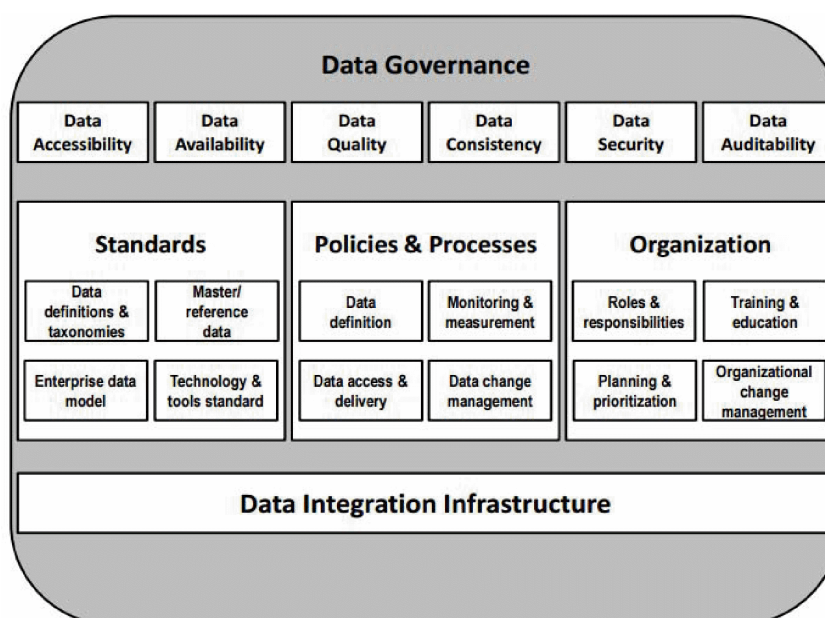 Data Governance
Data
Accessibility
Data
Availability
Data
Quality
Data
Consistency
Data
Security
Data
Auditability
Standards
Data
definitions &
taxonomies
Master/
reference
data
Enterprise data
model
Technology &
tools standard
Policies & Processes
Data
definition
Monitoring &
measurement
Data access &
delivery
Data change
management
Organization
Roles &
responsibilities
Training &
education
Planning &
prioritization
Organizational
change
management
Data Integration Infrastructure